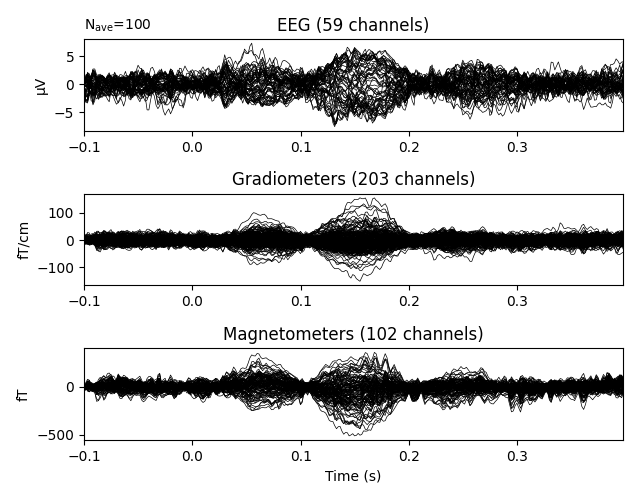 N_ave=100
EEG (59 channels)
5
0
−5
µV
−0.1 0.0 0.1 0.2 0.3
Gradiometers (203 channels)
100
0
−100
fT/cm
−0.1 0.0 0.1 0.2 0.3
Magnetometers (102 channels)
0
−500
fT
−0.1 0.0 0.1 0.2 0.3
Time (s)